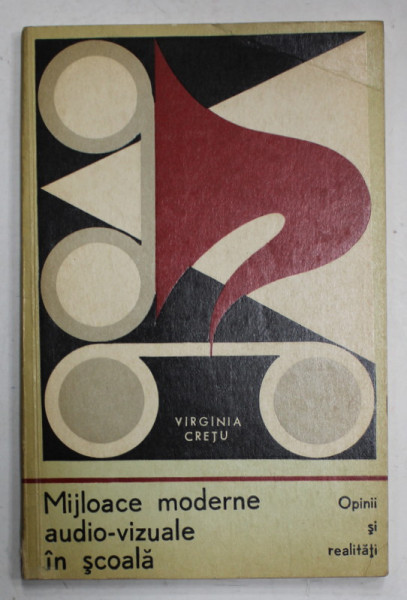 VIRGINIA
CREȚU
Mijloace moderne
audio-vizuale
în școală
Opinii
și
realități